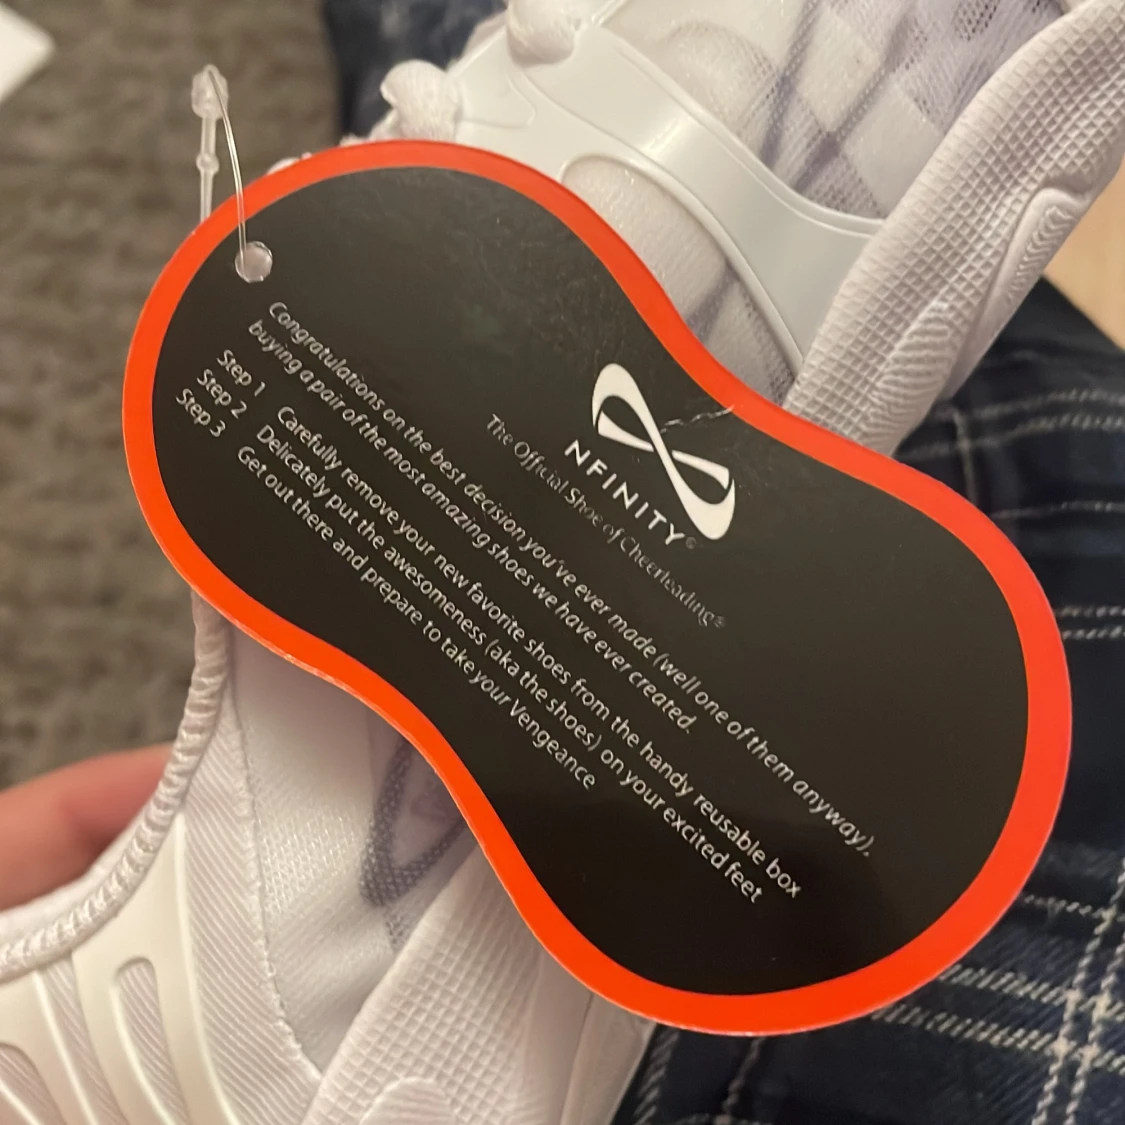 NFINITY®
The Official Shoe of Cheerleading®
Congratulations on the best decision you've ever made (well one of them anyway),
buying a pair of the most amazing shoes we have ever created.
Step 1 Carefully remove your new favorite shoes from the handy reusable box
Step 2 Delicately put the awesomeness (aka the shoes) on your excited feet
Step 3 Get out there and prepare to take your Vengeance